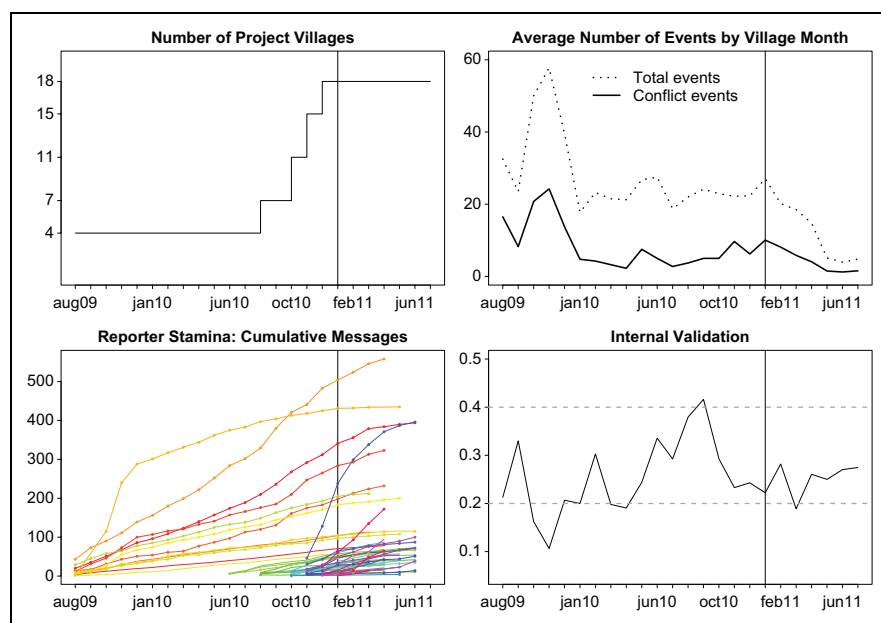 Number of Project Villages
18
15
11
7
4
aug09 jan10 jun10 oct10 feb11 jun11
Average Number of Events by Village Month
60
40
20
0
Total events
Conflict events
aug09 jan10 jun10 oct10 feb11 jun11
Reporter Stamina: Cumulative Messages
500
400
300
200
100
0
aug09 jan10 jun10 oct10 feb11 jun11
Internal Validation
0.5
0.4
0.3
0.2
0.1
aug09 jan10 jun10 oct10 feb11 jun11